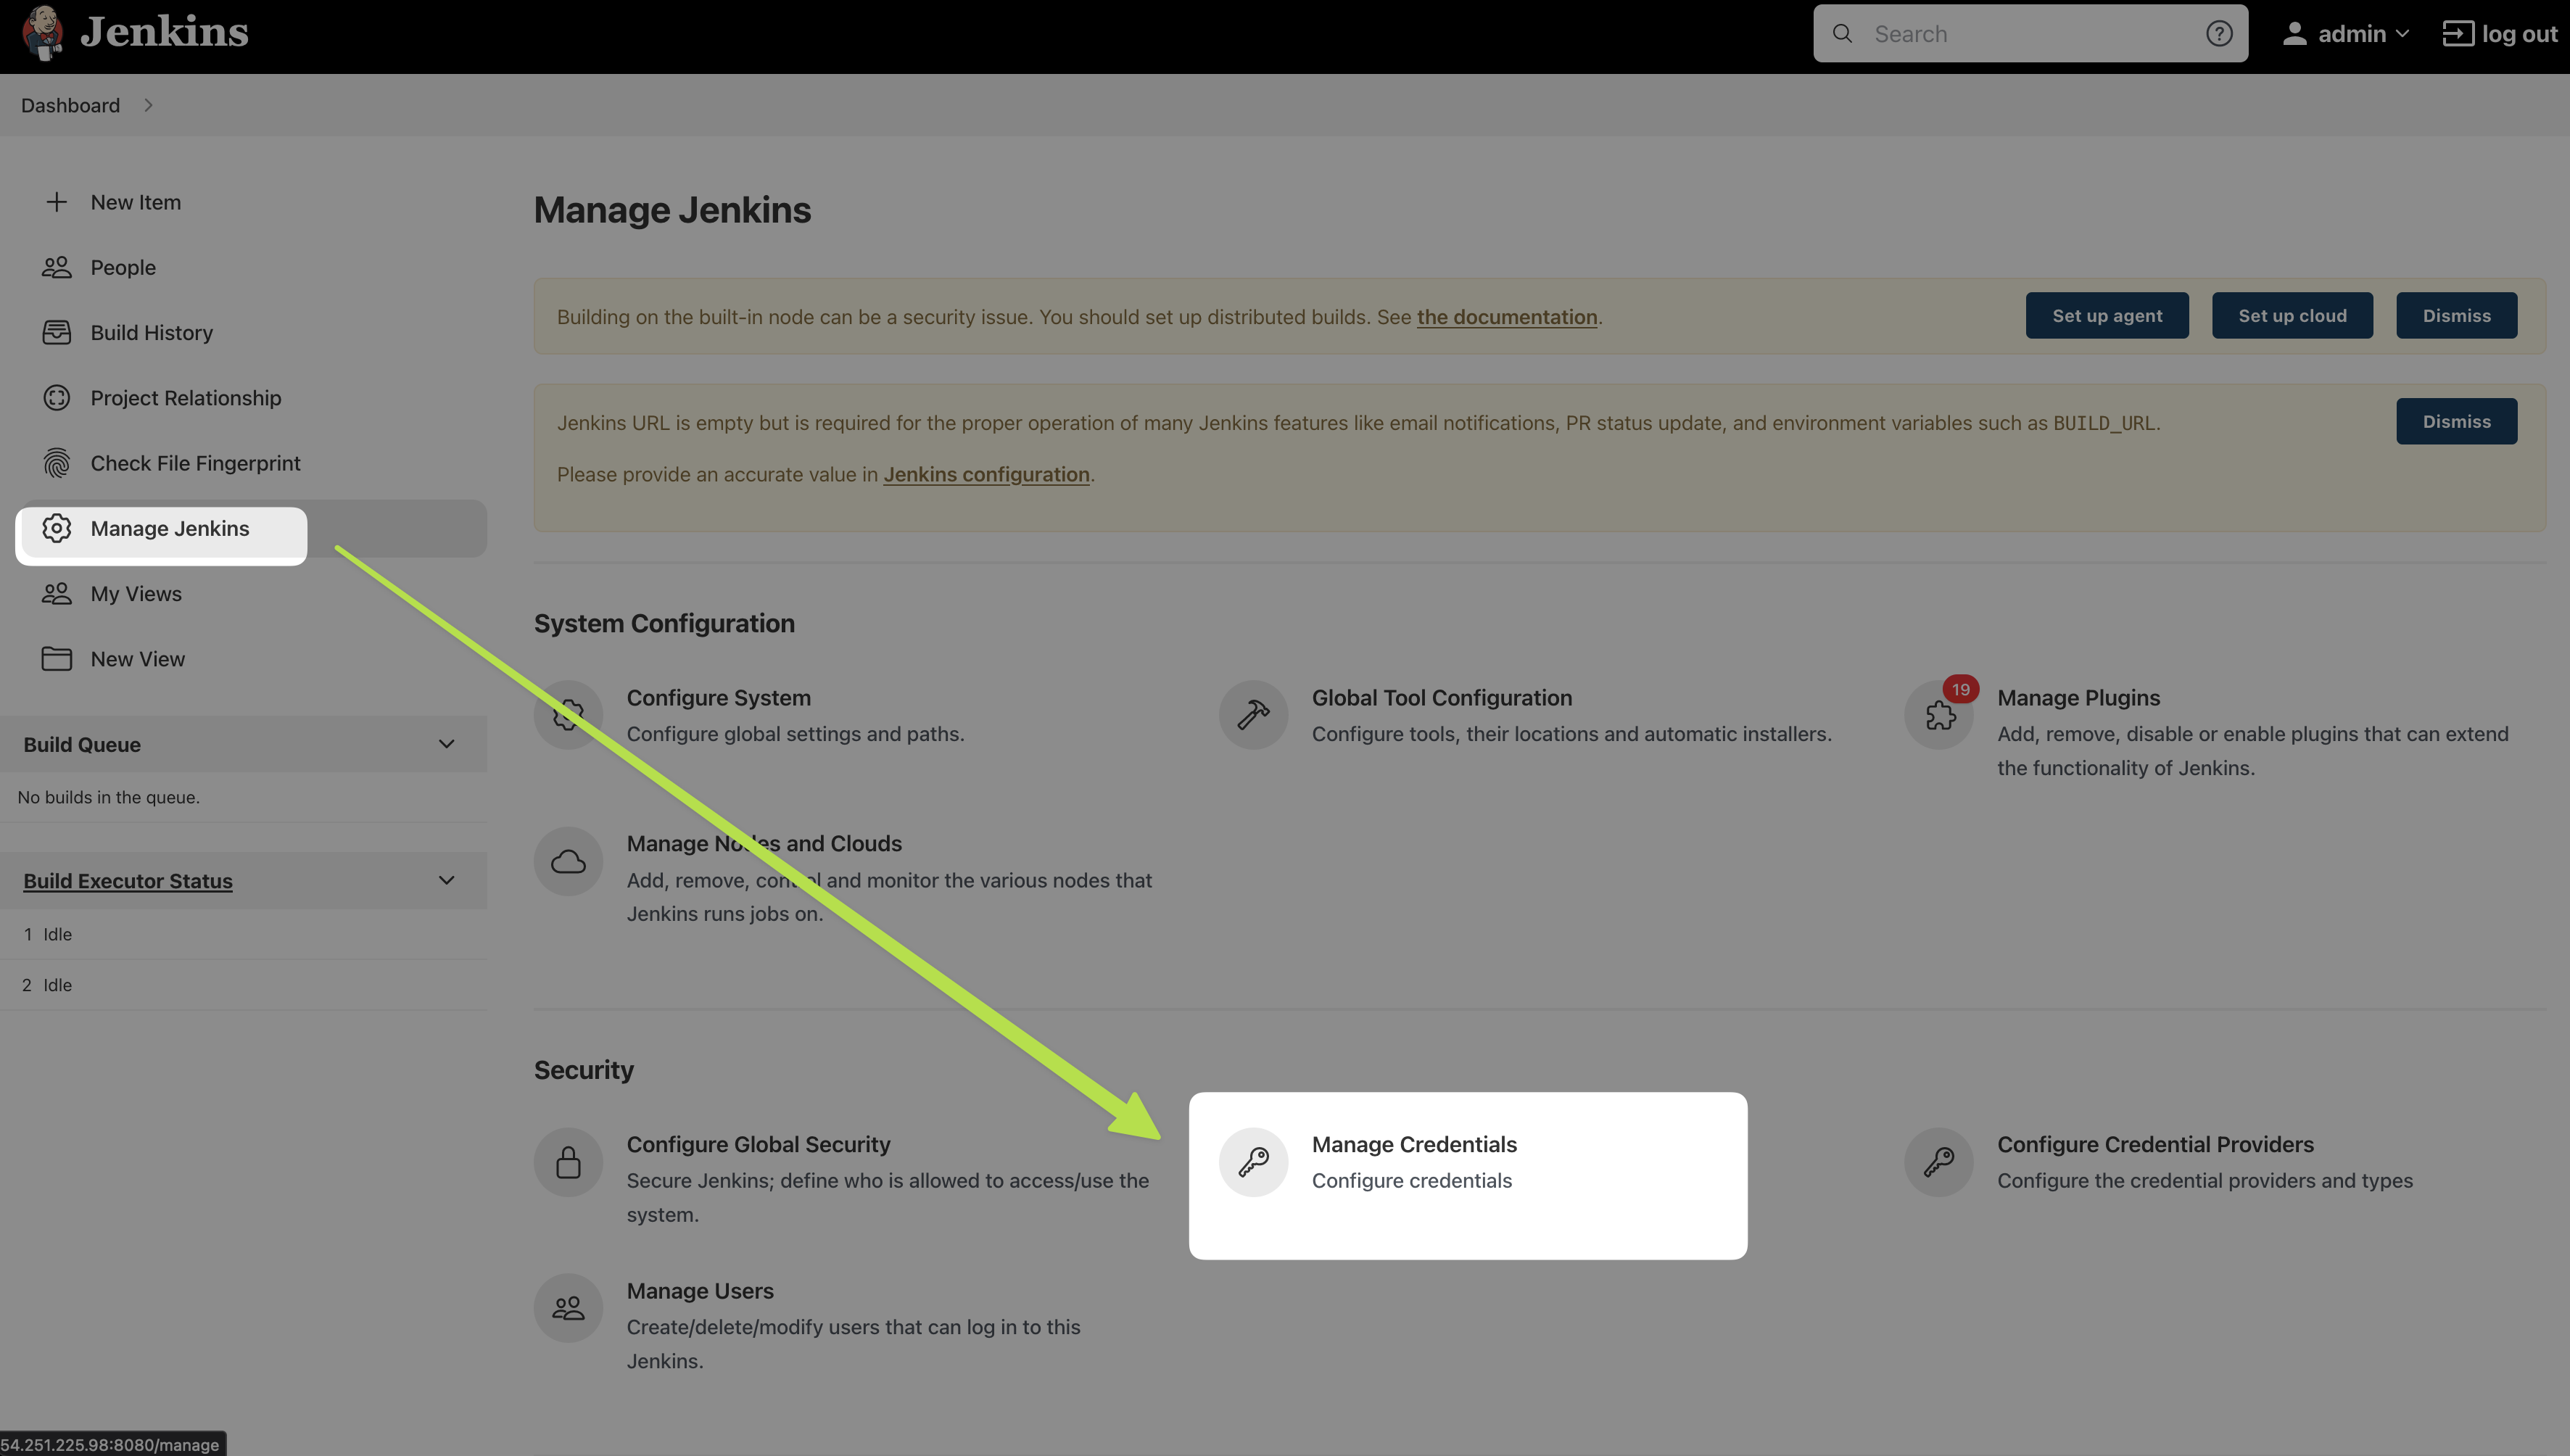 Jenkins
Search
admin
log out
Dashboard
New Item
People
Build History
Project Relationship
Check File Fingerprint
Manage Jenkins
My Views
New View
Build Queue
No builds in the queue.
Build Executor Status
1 Idle
2 Idle
Manage Jenkins
Building on the built-in node can be a security issue. You should set up distributed builds. See the documentation.
Set up agent
Set up cloud
Dismiss
Jenkins URL is empty but is required for the proper operation of many Jenkins features like email notifications, PR status update, and environment variables such as BUILD_URL.
Dismiss
Please provide an accurate value in Jenkins configuration.
System Configuration
Configure System
Configure global settings and paths.
Global Tool Configuration
Configure tools, their locations and automatic installers.
19
Manage Plugins
Add, remove, disable or enable plugins that can extend
the functionality of Jenkins.
Manage Nodes and Clouds
Add, remove, control and monitor the various nodes that
Jenkins runs jobs on.
Security
Configure Global Security
Secure Jenkins; define who is allowed to access/use the
system.
Manage Credentials
Configure credentials
Configure Credential Providers
Configure the credential providers and types
Manage Users
Create/delete/modify users that can log in to this
Jenkins.
54.251.225.98:8080/manage